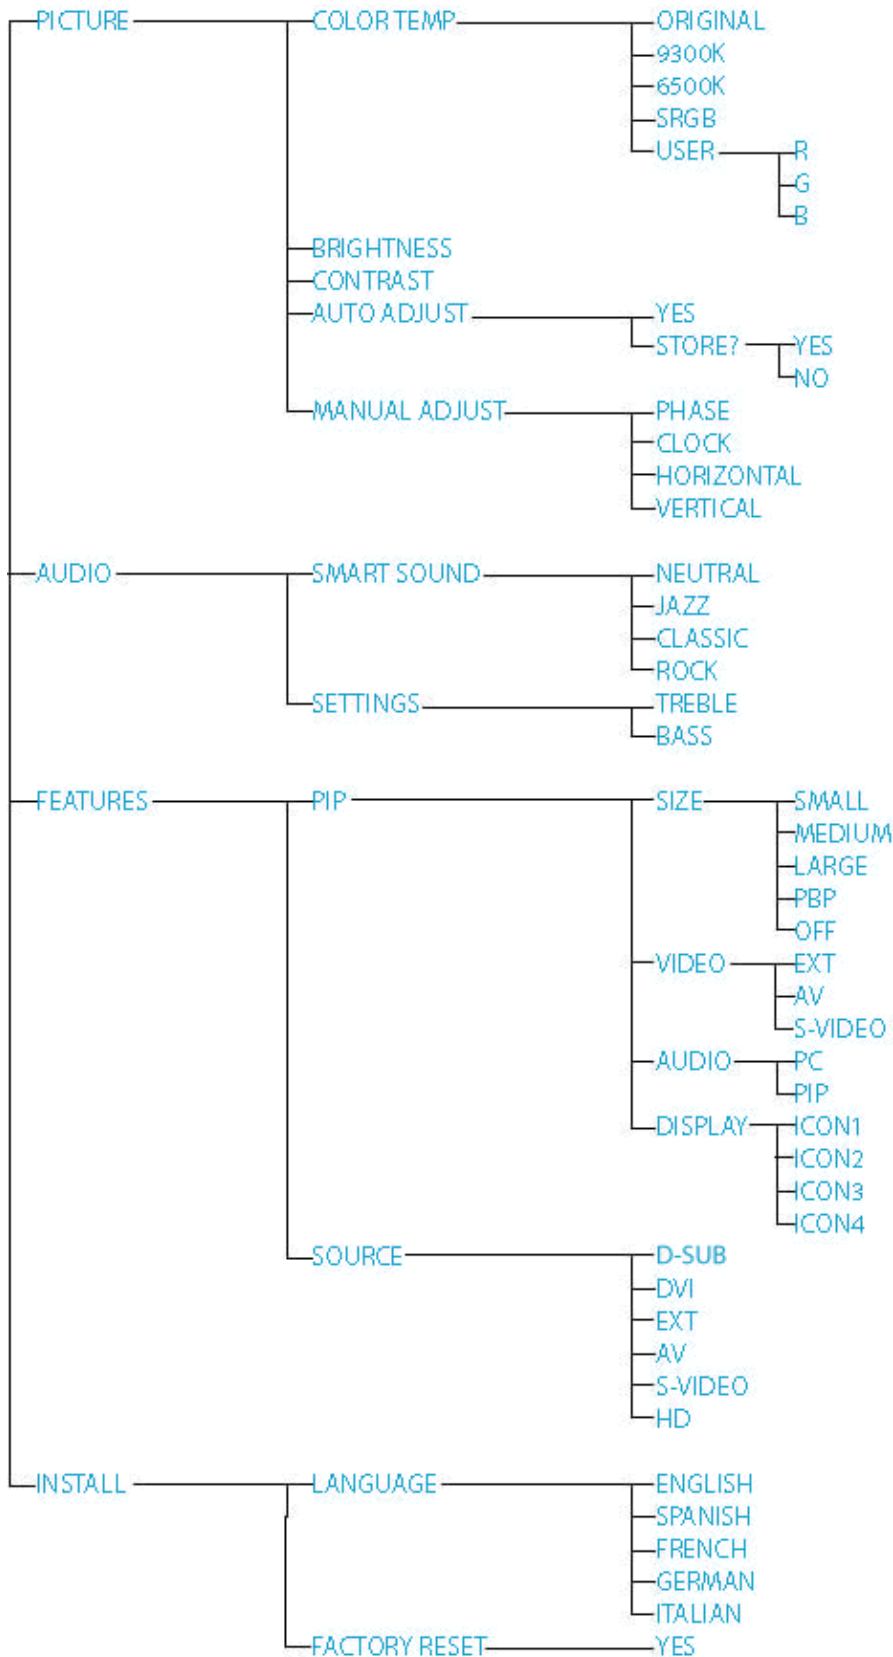 PICTURE COLOR TEMP ORIGINAL
9300K
6500K
SRGB
USER R
G
B
BRIGHTNESS
CONTRAST
AUTO ADJUST YES
STORE? YES
NO
MANUAL ADJUST PHASE
CLOCK
HORIZONTAL
VERTICAL
AUDIO SMART SOUND NEUTRAL
JAZZ
CLASSIC
ROCK
SETTINGS TREBLE
BASS
FEATURES PIP SIZE SMALL
MEDIUM
LARGE
PBP
OFF
VIDEO EXT
AV
S-VIDEO
AUDIO PC
PIP
DISPLAY ICON1
ICON2
ICON3
ICON4
SOURCE D-SUB
DVI
EXT
AV
S-VIDEO
HD
INSTALL LANGUAGE ENGLISH
SPANISH
FRENCH
GERMAN
ITALIAN
FACTORY RESET YES